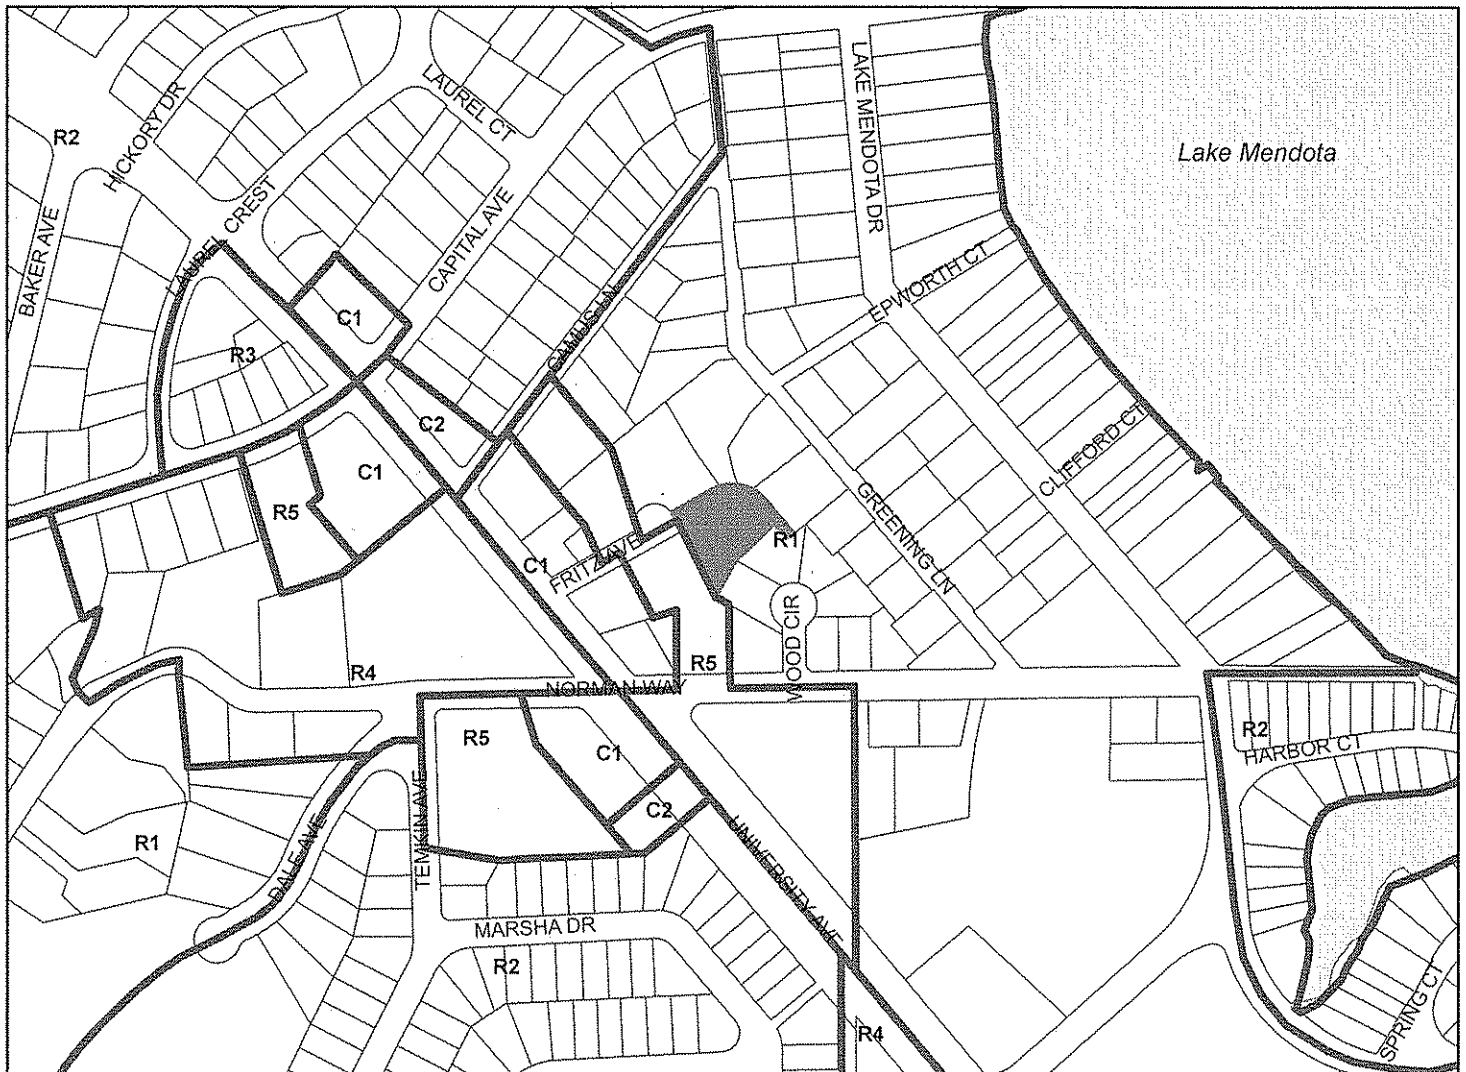 LAKE MENDOTA DR
LAUREL CT
HICKORY DR
R2
Lake Mendota
BAKER AVE
LAUREL CREST
CAPITAL AVE
EPWORTH CT
CAMUS LN
C1
R3
C2
CLIFFORD CT
C1
R5
GREENING LN
R1
C1
FRITZ AVE
WOOD CIR
R5
R4
NORMAN WAY
R5
C1
R2
HARBOR CT
C2
TEMKIN AVE
DALE AVE
R1
UNIVERSITY AVE
MARSHA DR
R2
SPRING CT
R4